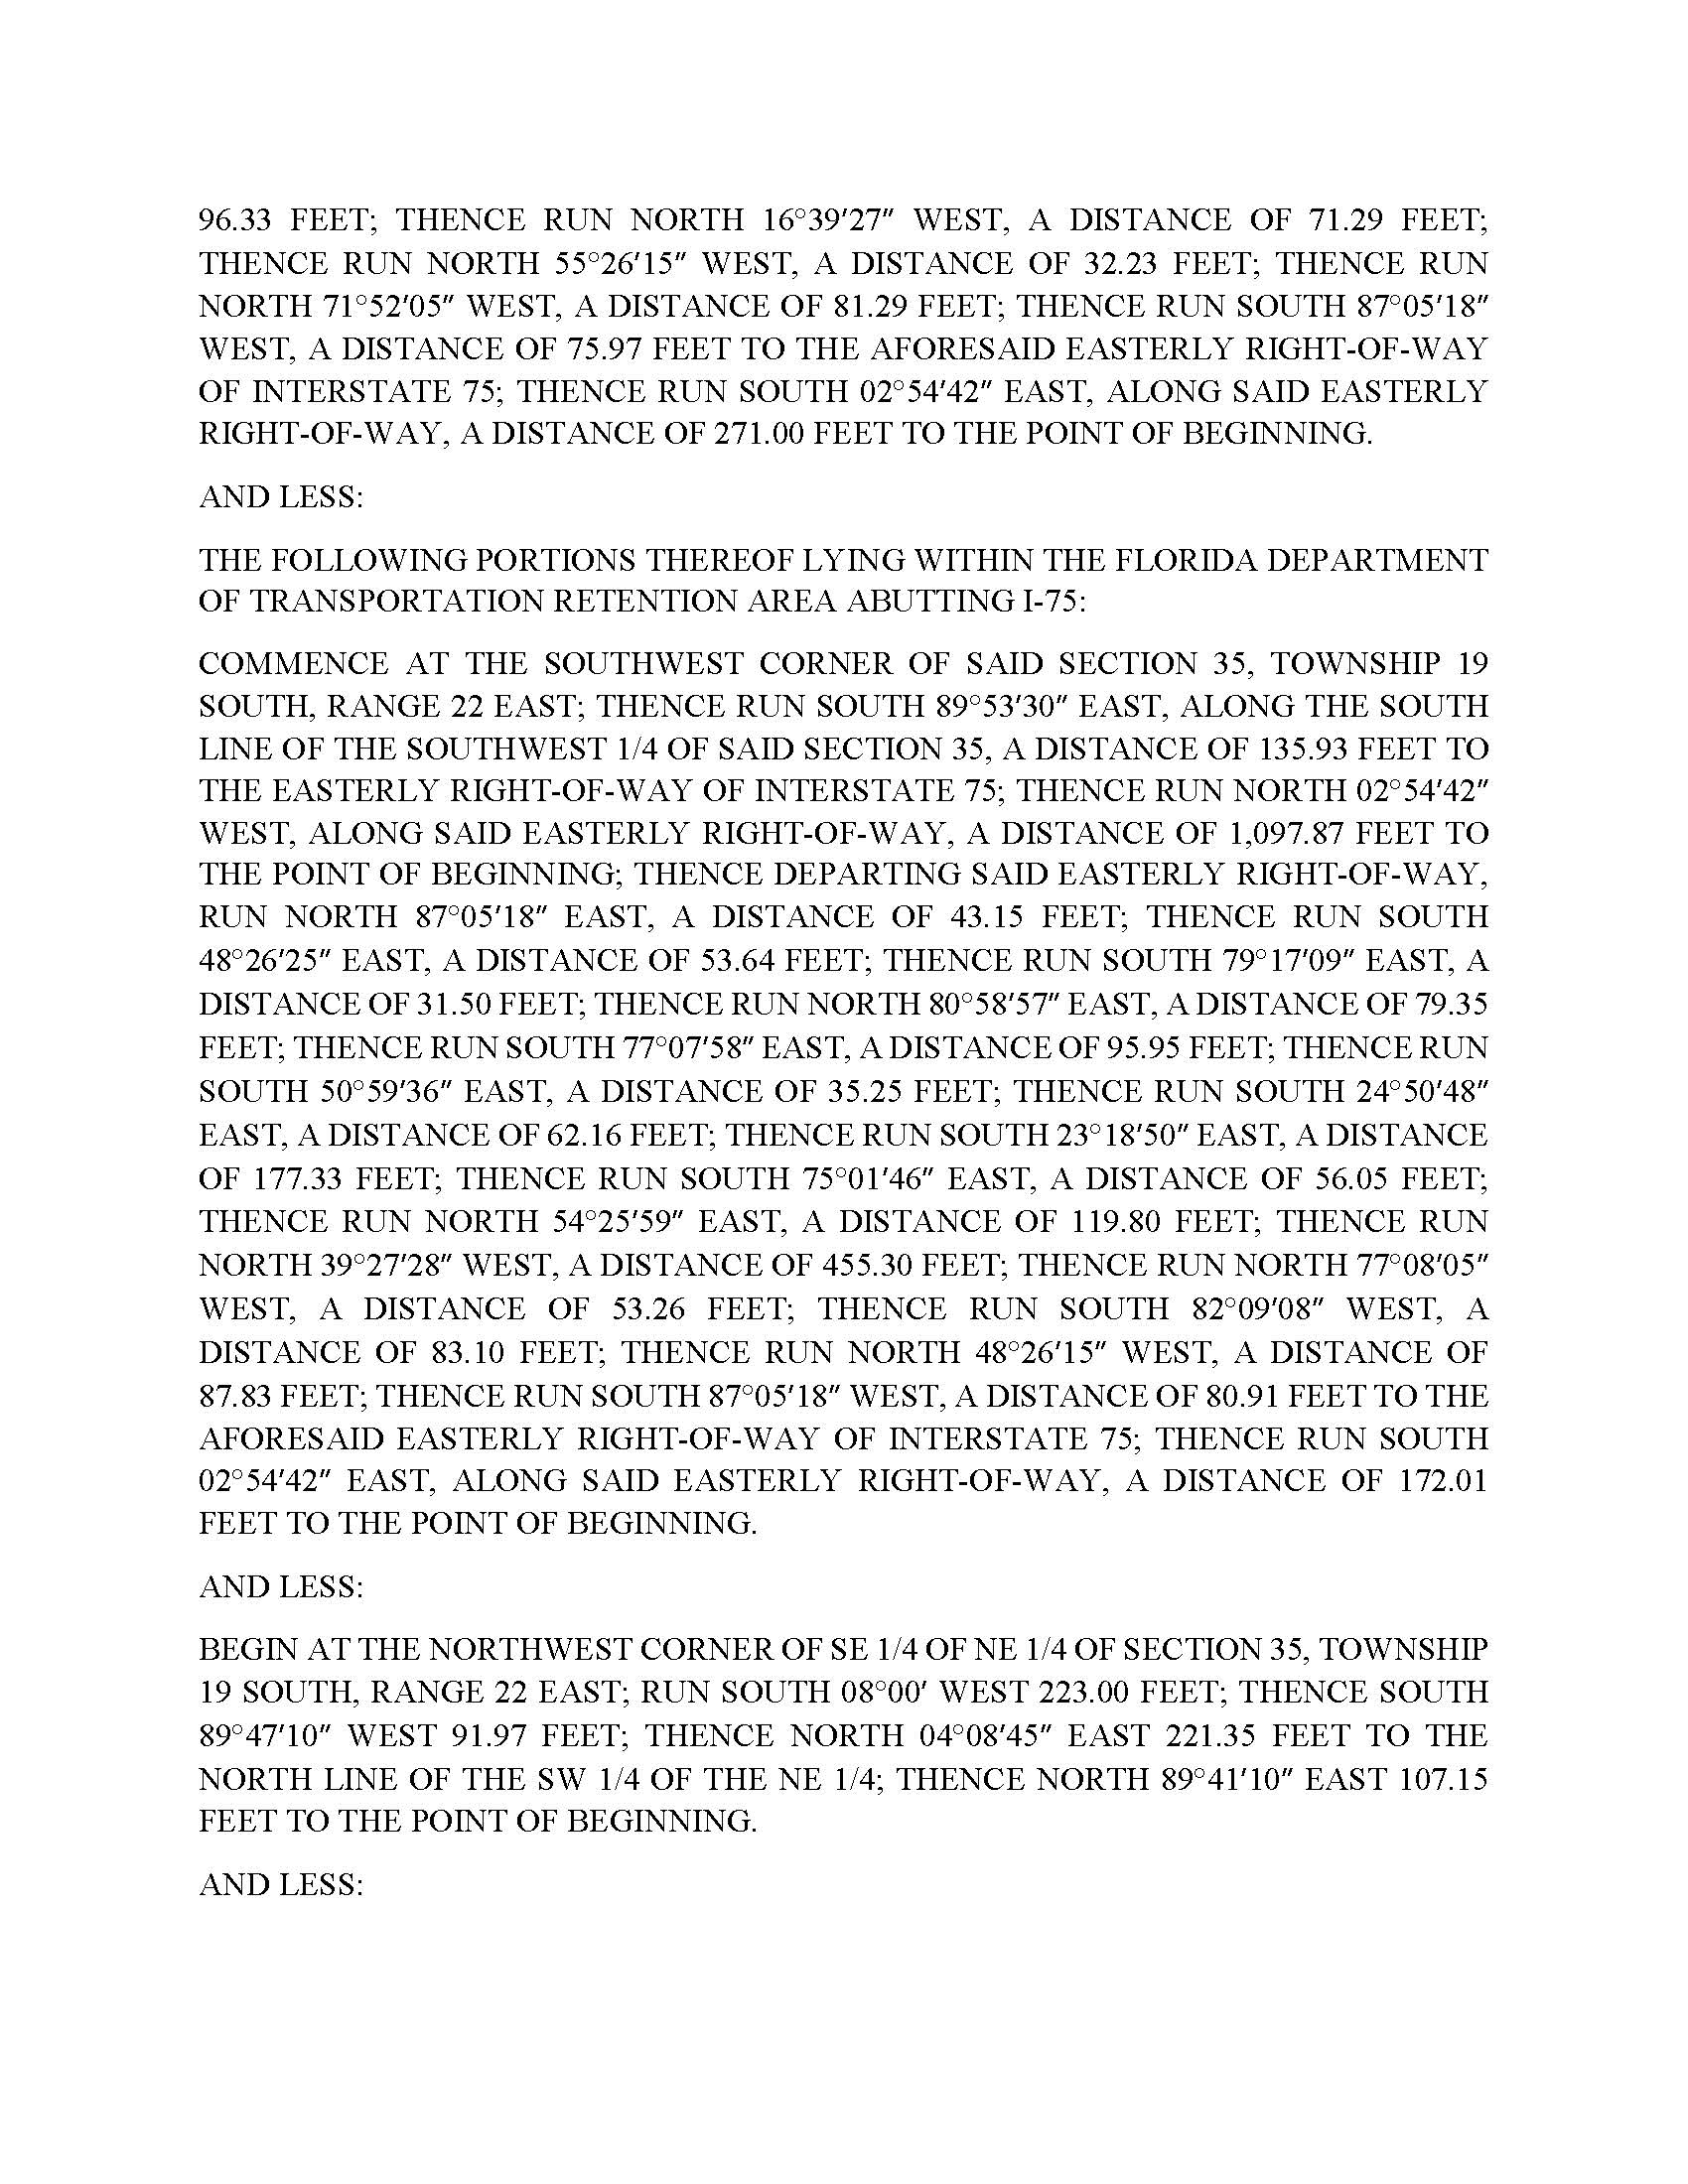 96.33 FEET; THENCE RUN NORTH 16°39′27″ WEST, A DISTANCE OF 71.29 FEET;
THENCE RUN NORTH 55°26′15″ WEST, A DISTANCE OF 32.23 FEET; THENCE RUN
NORTH 71°52′05″ WEST, A DISTANCE OF 81.29 FEET; THENCE RUN SOUTH 87°05′18″
WEST, A DISTANCE OF 75.97 FEET TO THE AFORESAID EASTERLY RIGHT-OF-WAY
OF INTERSTATE 75; THENCE RUN SOUTH 02°54′42″ EAST, ALONG SAID EASTERLY
RIGHT-OF-WAY, A DISTANCE OF 271.00 FEET TO THE POINT OF BEGINNING.
AND LESS:
THE FOLLOWING PORTIONS THEREOF LYING WITHIN THE FLORIDA DEPARTMENT
OF TRANSPORTATION RETENTION AREA ABUTTING I-75:
COMMENCE AT THE SOUTHWEST CORNER OF SAID SECTION 35, TOWNSHIP 19
SOUTH, RANGE 22 EAST; THENCE RUN SOUTH 89°53′30″ EAST, ALONG THE SOUTH
LINE OF THE SOUTHWEST 1/4 OF SAID SECTION 35, A DISTANCE OF 135.93 FEET TO
THE EASTERLY RIGHT-OF-WAY OF INTERSTATE 75; THENCE RUN NORTH 02°54′42″
WEST, ALONG SAID EASTERLY RIGHT-OF-WAY, A DISTANCE OF 1,097.87 FEET TO
THE POINT OF BEGINNING; THENCE DEPARTING SAID EASTERLY RIGHT-OF-WAY,
RUN NORTH 87°05′18″ EAST, A DISTANCE OF 43.15 FEET; THENCE RUN SOUTH
48°26′25″ EAST, A DISTANCE OF 53.64 FEET; THENCE RUN SOUTH 79°17′09″ EAST, A
DISTANCE OF 31.50 FEET; THENCE RUN NORTH 80°58′57″ EAST, A DISTANCE OF 79.35
FEET; THENCE RUN SOUTH 77°07′58″ EAST, A DISTANCE OF 95.95 FEET; THENCE RUN
SOUTH 50°59′36″ EAST, A DISTANCE OF 35.25 FEET; THENCE RUN SOUTH 24°50′48″
EAST, A DISTANCE OF 62.16 FEET; THENCE RUN SOUTH 23°18′50″ EAST, A DISTANCE
OF 177.33 FEET; THENCE RUN SOUTH 75°01′46″ EAST, A DISTANCE OF 56.05 FEET;
THENCE RUN NORTH 54°25′59″ EAST, A DISTANCE OF 119.80 FEET; THENCE RUN
NORTH 39°27′28″ WEST, A DISTANCE OF 455.30 FEET; THENCE RUN NORTH 77°08′05″
WEST, A DISTANCE OF 53.26 FEET; THENCE RUN SOUTH 82°09′08″ WEST, A
DISTANCE OF 83.10 FEET; THENCE RUN NORTH 48°26′15″ WEST, A DISTANCE OF
87.83 FEET; THENCE RUN SOUTH 87°05′18″ WEST, A DISTANCE OF 80.91 FEET TO THE
AFORESAID EASTERLY RIGHT-OF-WAY OF INTERSTATE 75; THENCE RUN SOUTH
02°54′42″ EAST, ALONG SAID EASTERLY RIGHT-OF-WAY, A DISTANCE OF 172.01
FEET TO THE POINT OF BEGINNING.
AND LESS:
BEGIN AT THE NORTHWEST CORNER OF SE 1/4 OF NE 1/4 OF SECTION 35, TOWNSHIP
19 SOUTH, RANGE 22 EAST; RUN SOUTH 08°00′ WEST 223.00 FEET; THENCE SOUTH
89°47′10″ WEST 91.97 FEET; THENCE NORTH 04°08′45″ EAST 221.35 FEET TO THE
NORTH LINE OF THE SW 1/4 OF THE NE 1/4; THENCE NORTH 89°41′10″ EAST 107.15
FEET TO THE POINT OF BEGINNING.
AND LESS: